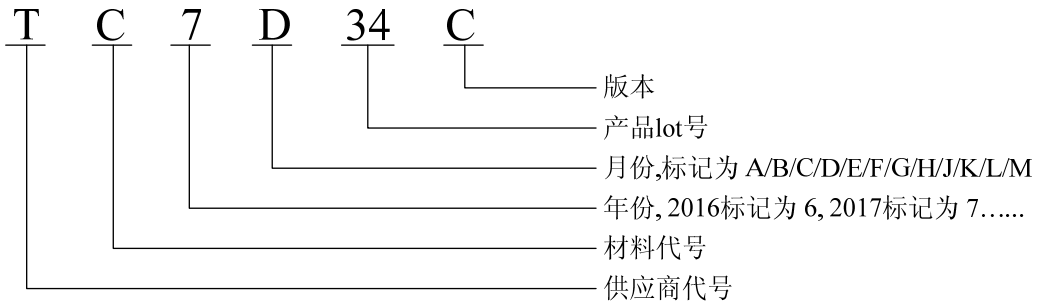 T C 7 D 34 C
版本
产品lot号
月份,标记为 A/B/C/D/E/F/G/H/J/K/L/M
年份, 2016标记为 6, 2017标记为 7…...
材料代号
供应商代号